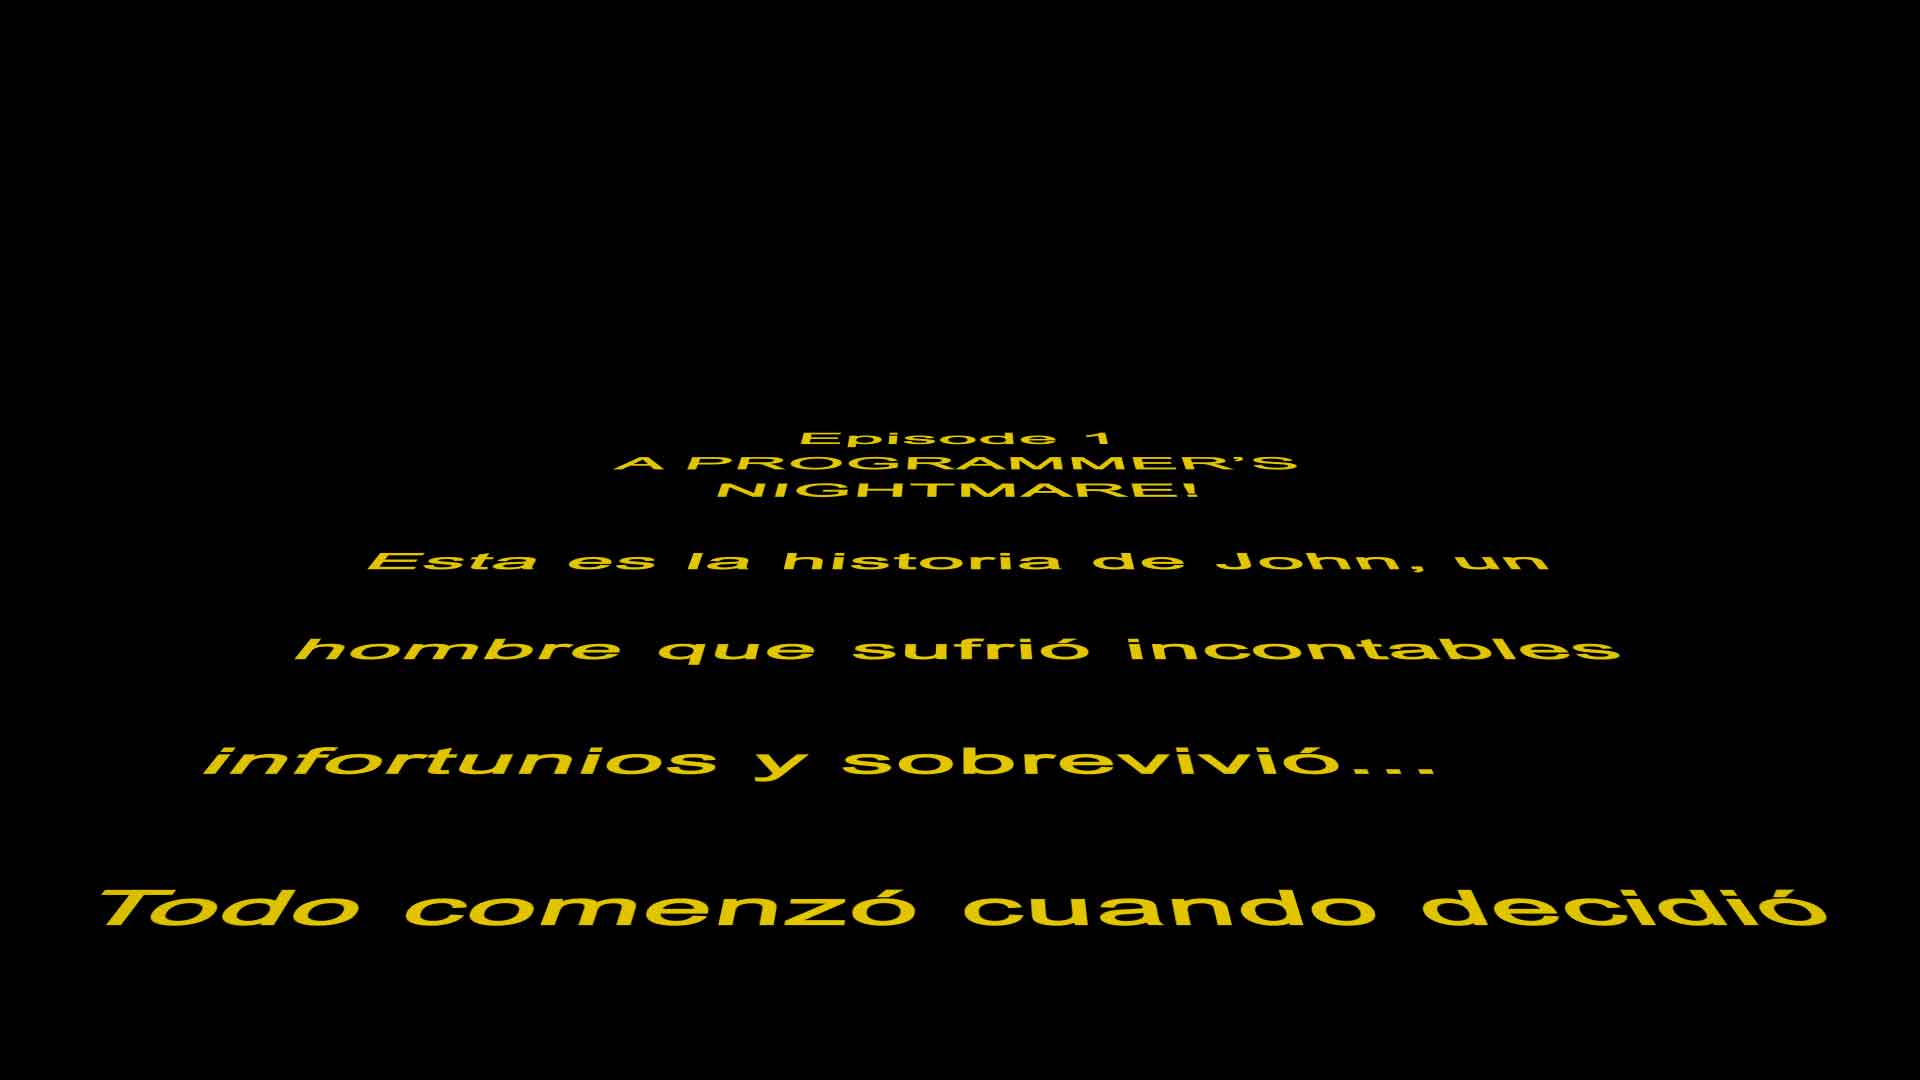 Episode 1
A PROGRAMMER'S
NIGHTMARE!
Esta es la historia de John, un
hombre que sufrió incontables
infortunios y sobrevivió...
Todo comenzó cuando decidió